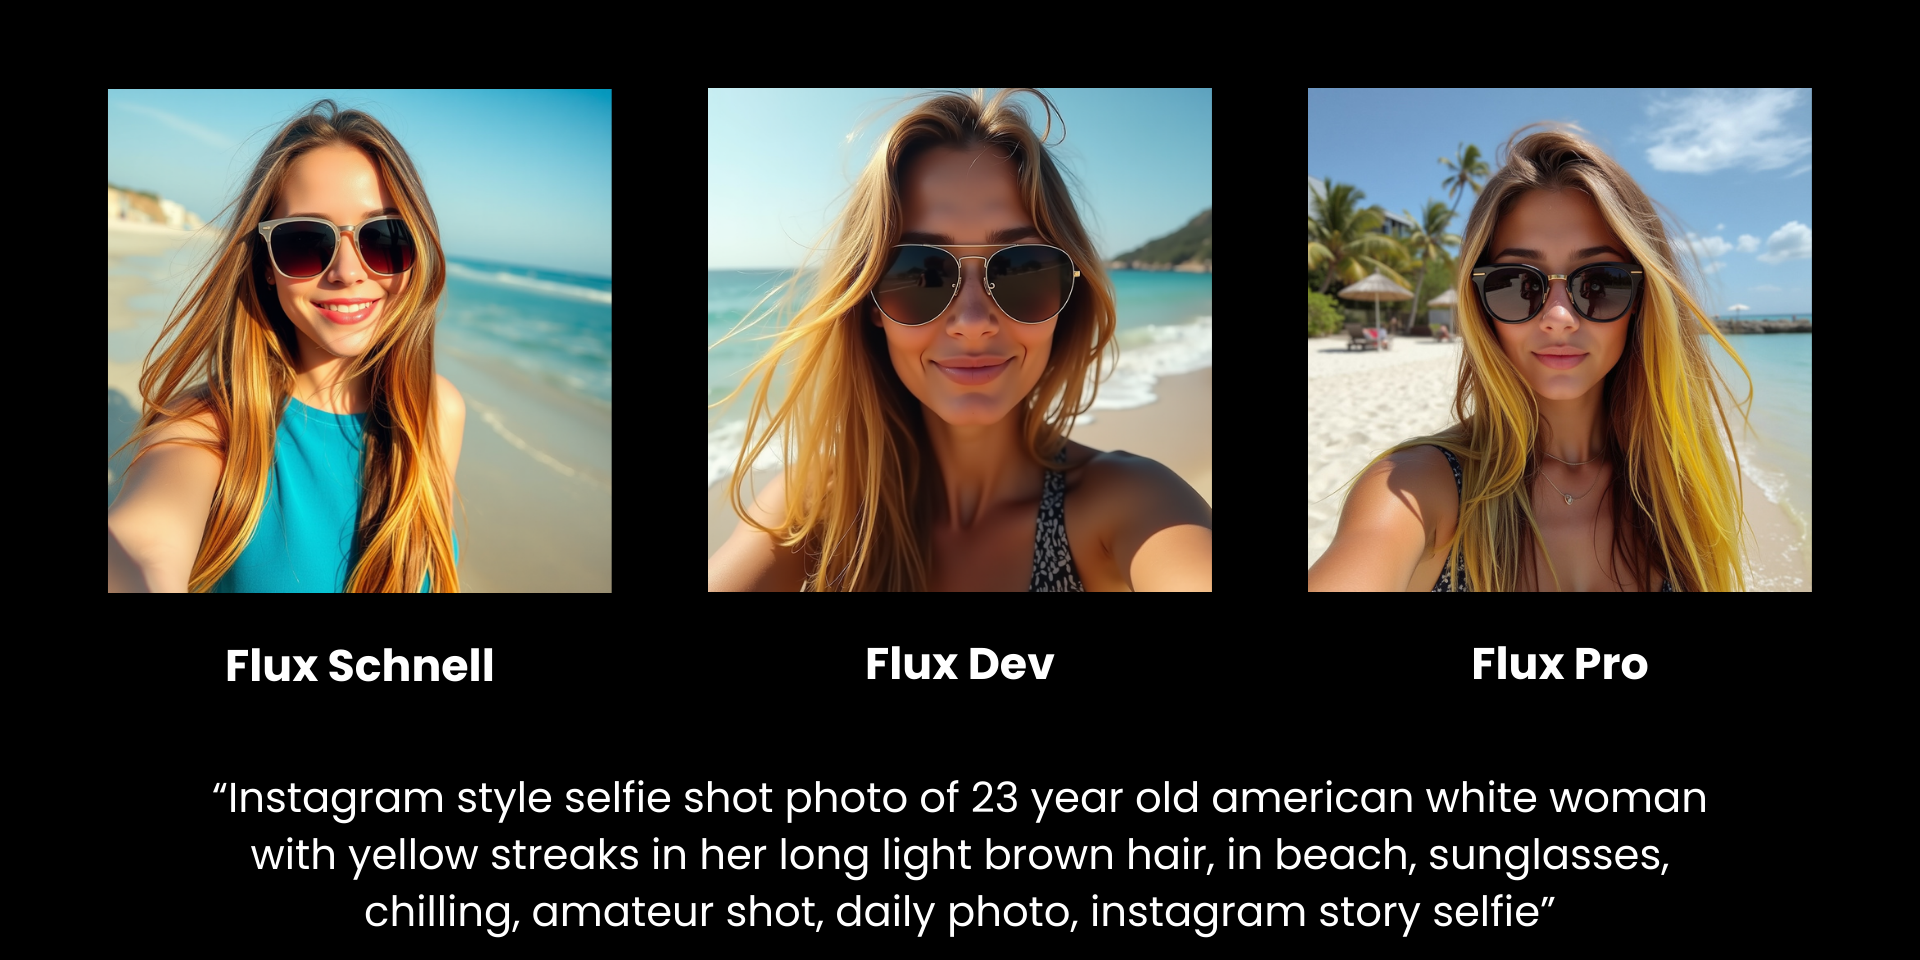 Flux Schnell
Flux Dev
Flux Pro
“Instagram style selfie shot photo of 23 year old american white woman
with yellow streaks in her long light brown hair, in beach, sunglasses,
chilling, amateur shot, daily photo, instagram story selfie”